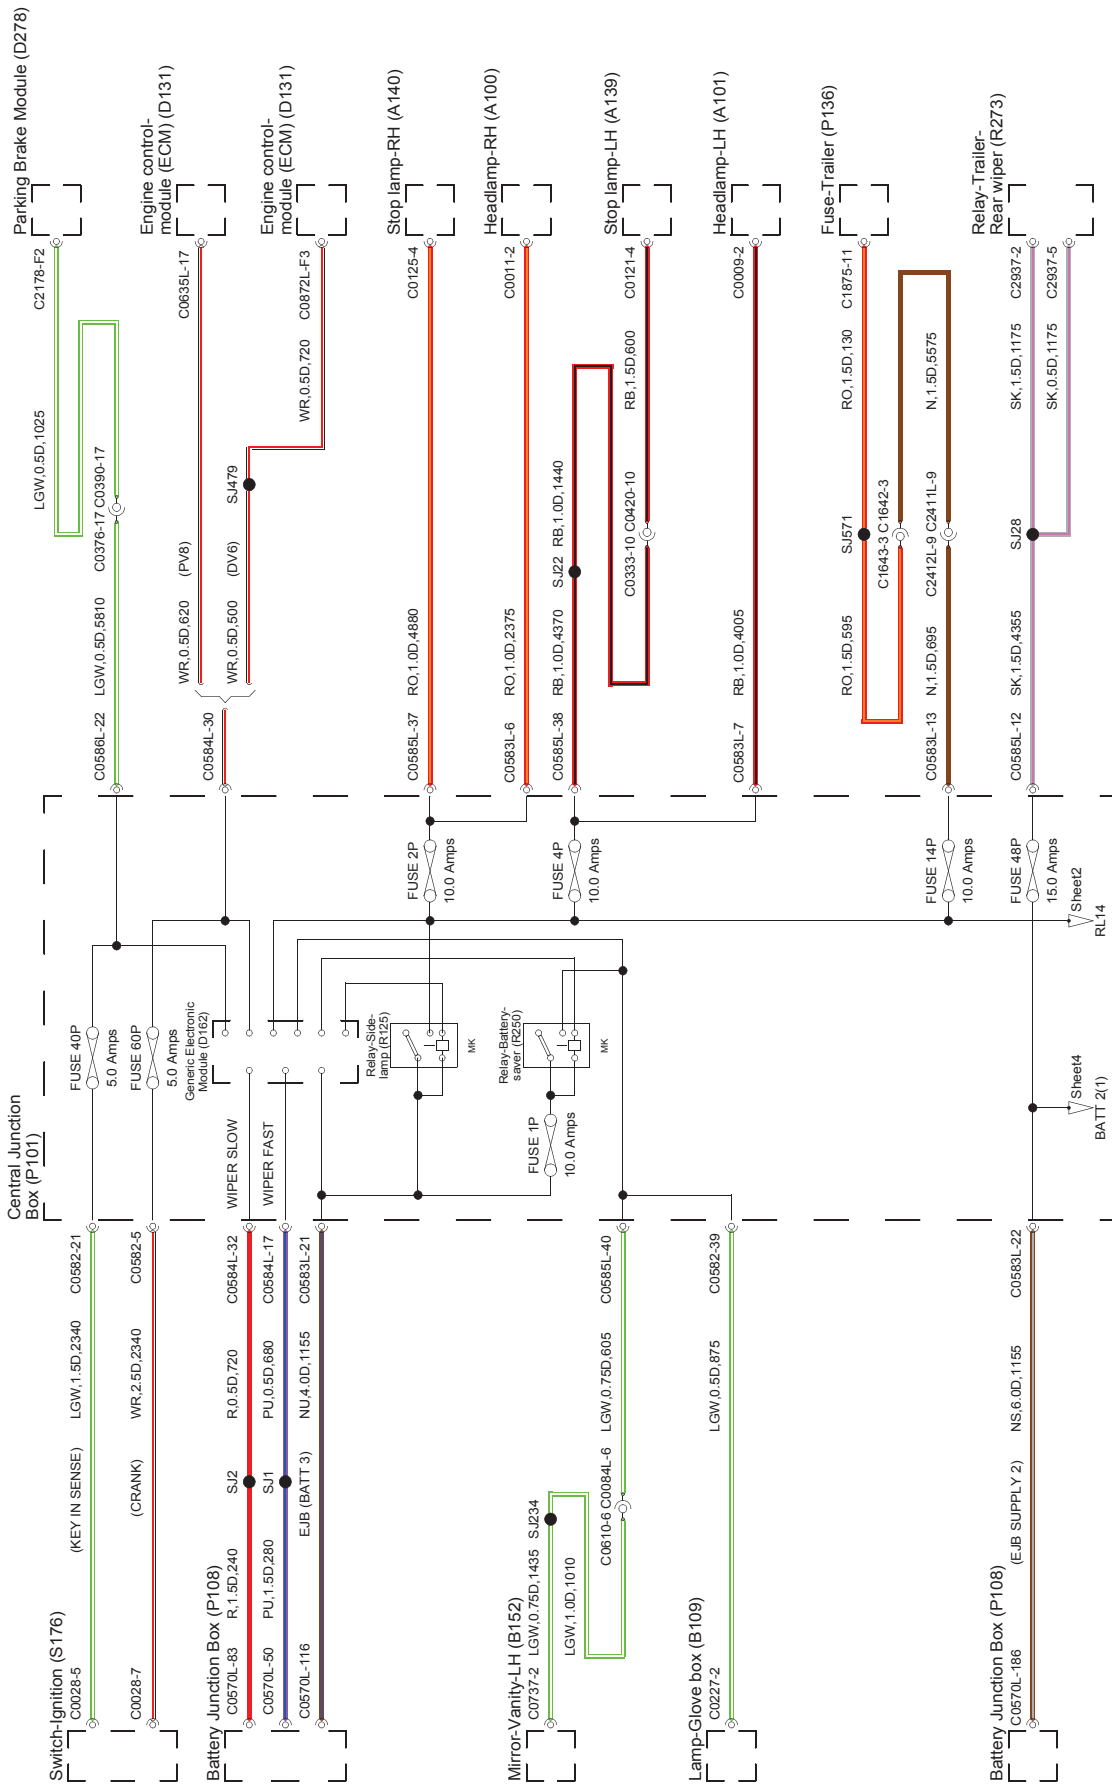 Parking Brake Module (D278)
C2178-F2
LGW,0.5D,1025
C0376-17 C0390-17
LGW,0.5D,5810
C0586L-22
Engine control-
module (ECM) (D131)
C0635L-17
(PV8)
WR,0.5D,620
Engine control-
module (ECM) (D131)
C0872L-F3
WR,0.5D,720
SJ479
(DV6)
WR,0.5D,500
C0584L-30
Stop lamp-RH (A140)
C0125-4
RO,1.0D,4880
C0585L-37
Headlamp-RH (A100)
C0011-2
RO,1.0D,2375
C0583L-6
Stop lamp-LH (A139)
C0121-4
RB,1.5D,600
C0333-10 C0420-10
SJ22 RB,1.0D,1440
RB,1.0D,4370
C0585L-38
Headlamp-LH (A101)
C0009-2
RB,1.0D,4005
C0583L-7
Fuse-Trailer (P136)
C1875-11
RO,1.5D,130
SJ571
RO,1.5D,595
C1643-3 C1642-3
N,1.5D,5575
C2412L-9 C2411L-9
N,1.5D,695
C0583L-13
Relay-Trailer-
Rear wiper (R273)
C2937-2
SK,1.5D,1175
C2937-5
SK,0.5D,1175
SJ28
SK,1.5D,4355
C0585L-12
Central Junction
Box (P101)
FUSE 40P
5.0 Amps
FUSE 60P
5.0 Amps
Generic Electronic
Module (D162)
WIPER SLOW
WIPER FAST
Relay-Side-
lamp (R125)
MK
FUSE 2P
10.0 Amps
Relay-Battery-
saver (R250)
MK
FUSE 1P
10.0 Amps
FUSE 4P
10.0 Amps
FUSE 14P
10.0 Amps
FUSE 48P
15.0 Amps
Sheet2
RL14
Sheet4
BATT 2(1)
Switch-Ignition (S176)
C0028-5
(KEY IN SENSE)
LGW,1.5D,2340
C0582-21
C0028-7
(CRANK)
WR,2.5D,2340
C0582-5
Battery Junction Box (P108)
C0570L-83
R,1.5D,240
SJ2
R,0.5D,720
C0584L-32
C0570L-50
PU,1.5D,280
SJ1
PU,0.5D,680
C0584L-17
C0570L-116
EJB (BATT 3)
NU,4.0D,1155
C0583L-21
Mirror-Vanity-LH (B152)
C0737-2
LGW,0.75D,1435
SJ234
LGW,1.0D,1010
C0610-6 C0084L-6
LGW,0.75D,605
C0585L-40
Lamp-Glove box (B109)
C0227-2
LGW,0.5D,875
C0582-39
Battery Junction Box (P108)
C0570L-186
(EJB SUPPLY 2)
NS,6.0D,1155
C0583L-22